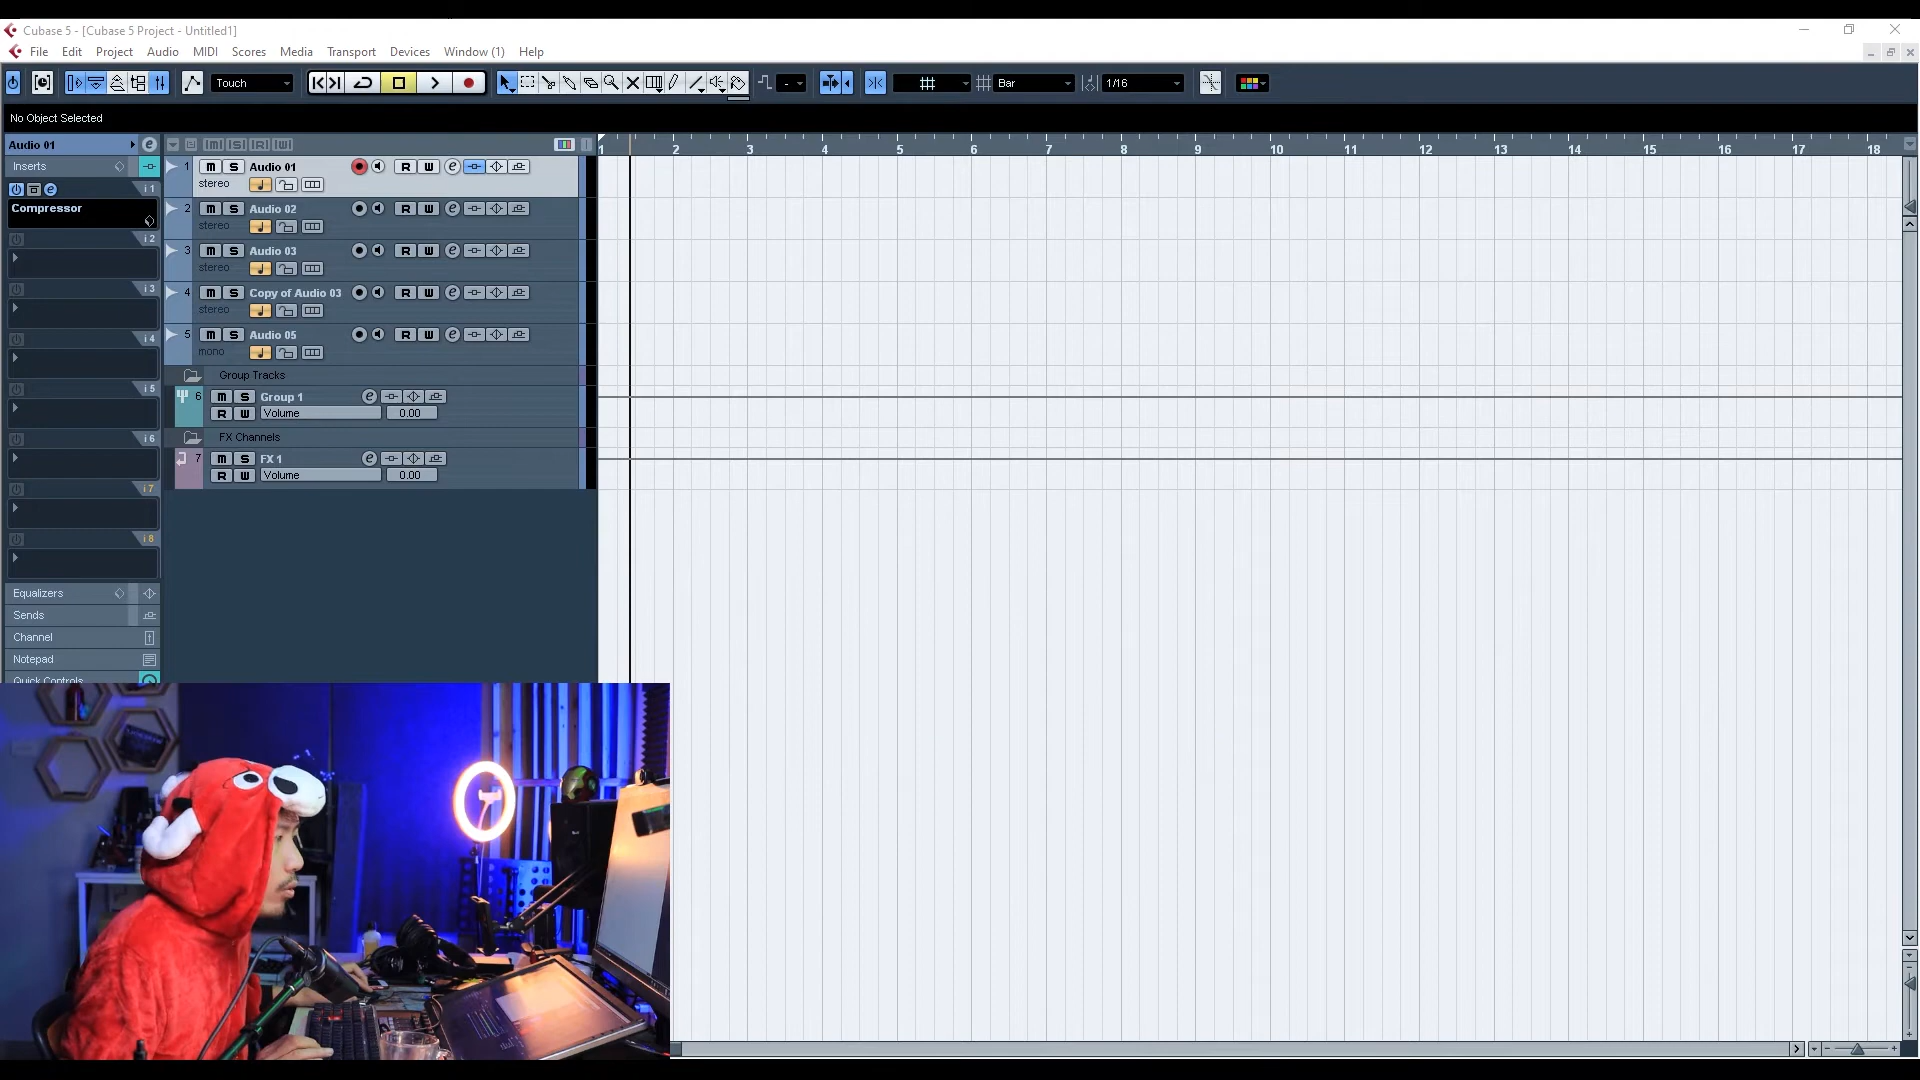 Cubase 5 - [Cubase 5 Project - Untitled1]
File Edit Project Audio MIDI Scores Media Transport Devices Window (1) Help
Touch - Bar 1/16
No Object Selected
Audio 01
Inserts
i 1
Compressor
i 2
i 3
i 4
i 5
i 6
i 7
i 8
Equalizers
Sends
Channel
Notepad
Quick Controls
m S R W
1 m S Audio 01 R W e
stereo
2 m S Audio 02 R W e
stereo
3 m S Audio 03 R W e
stereo
4 m S Copy of Audio 03 R W e
stereo
5 m S Audio 05 R W e
mono
Group Tracks
6 m S Group 1 e
R W Volume 0.00
FX Channels
7 m S FX 1 e
R W Volume 0.00
1 2 3 4 5 6 7 8 9 10 11 12 13 14 15 16 17 18